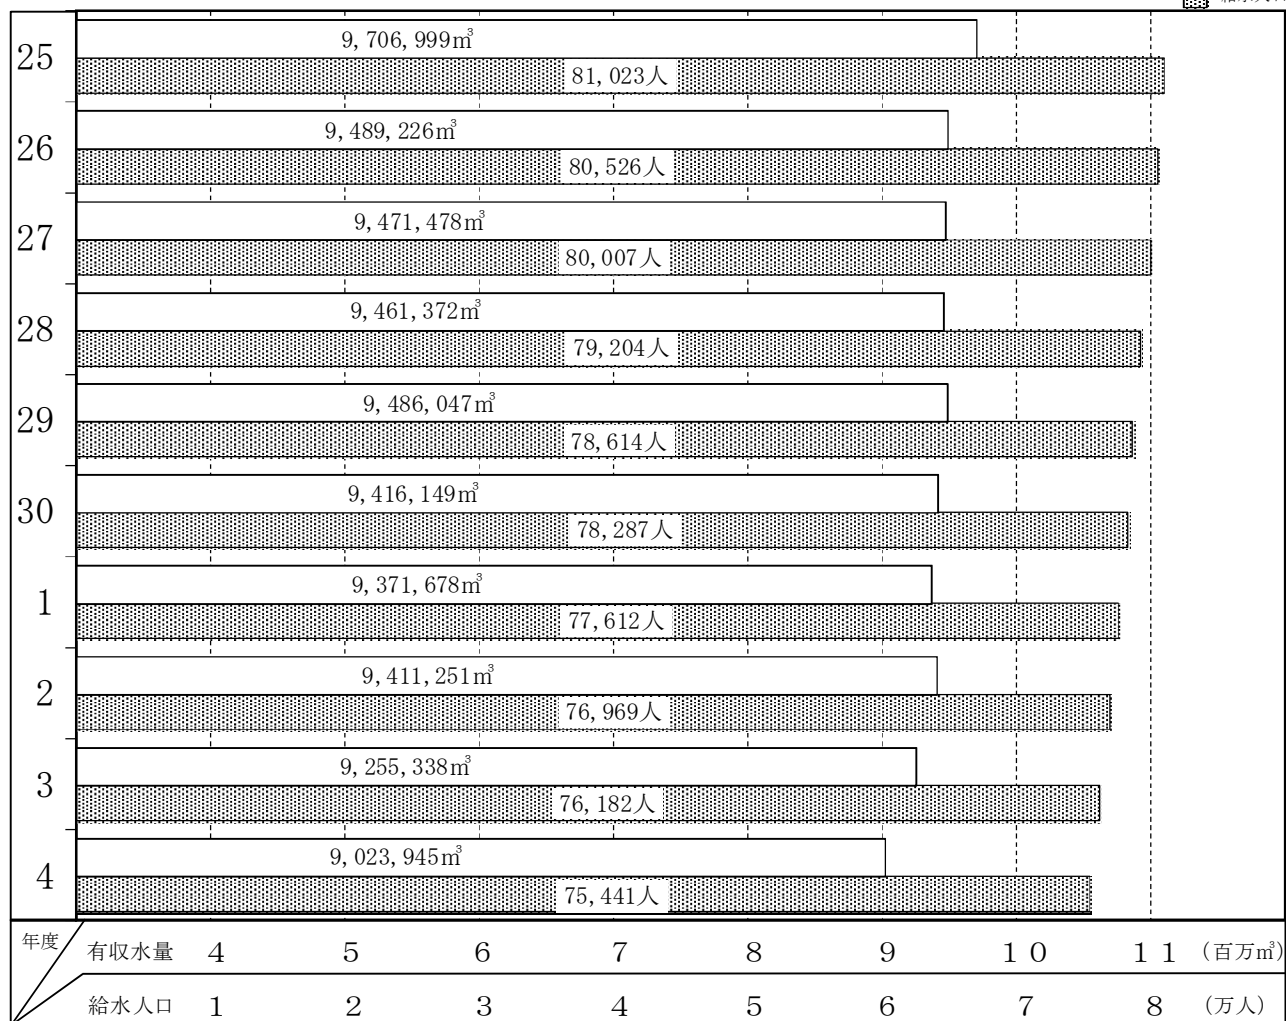 25 9,706,999㎥
81,023人
26 9,489,226㎥
80,526人
27 9,471,478㎥
80,007人
28 9,461,372㎥
79,204人
29 9,486,047㎥
78,614人
30 9,416,149㎥
78,287人
1 9,371,678㎥
77,612人
2 9,411,251㎥
76,969人
3 9,255,338㎥
76,182人
4 9,023,945㎥
75,441人
年度 有収水量 4 5 6 7 8 9 10 11 (百万㎥)
給水人口 1 2 3 4 5 6 7 8 (万人)